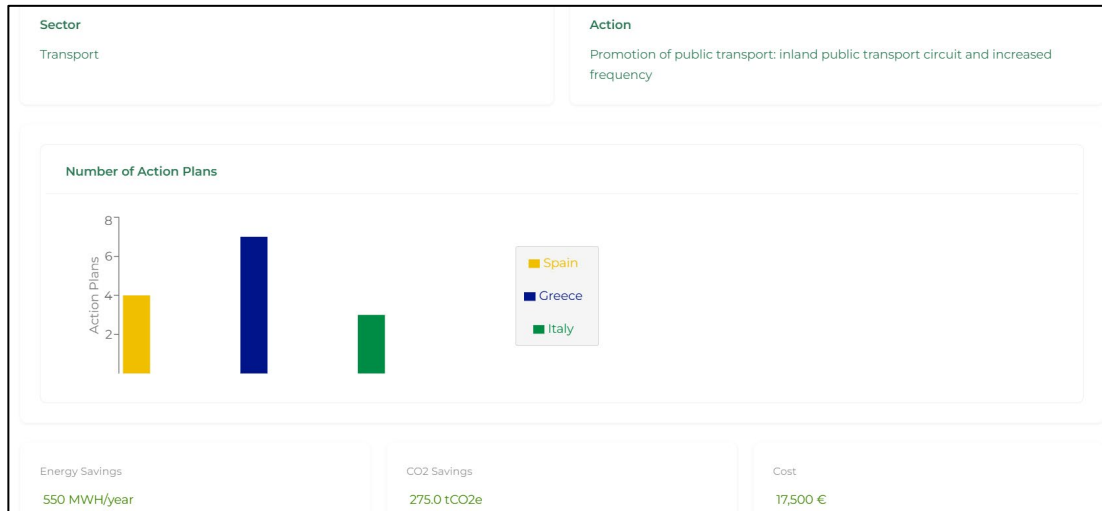 Sector
Transport
Action
Promotion of public transport: inland public transport circuit and increased
frequency
Number of Action Plans
8
6
4
2
Action Plans
Spain
Greece
Italy
Energy Savings
550 MWH/year
CO2 Savings
275.0 tCO2e
Cost
17,500 €